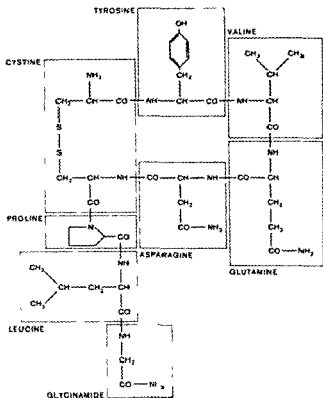 TYROSINE
OH
VALINE
CYSTINE
CH₃ CH₃
NH₂ CH₂ CH
CH₂ CH CO NH CH CO NH CH
S CO
S NH
CH₂ CH NH CO CH NH CO CH
CO CH₂ CH₂
PROLINE N CO CO NH₂ CH₂
ASPARAGINE CO NH₂
NH GLUTAMINE
CH₃ CH CH₂ CH
CH₃ CO
LEUCINE
NH
CH₂
CO NH₂
GLYCINAMIDE